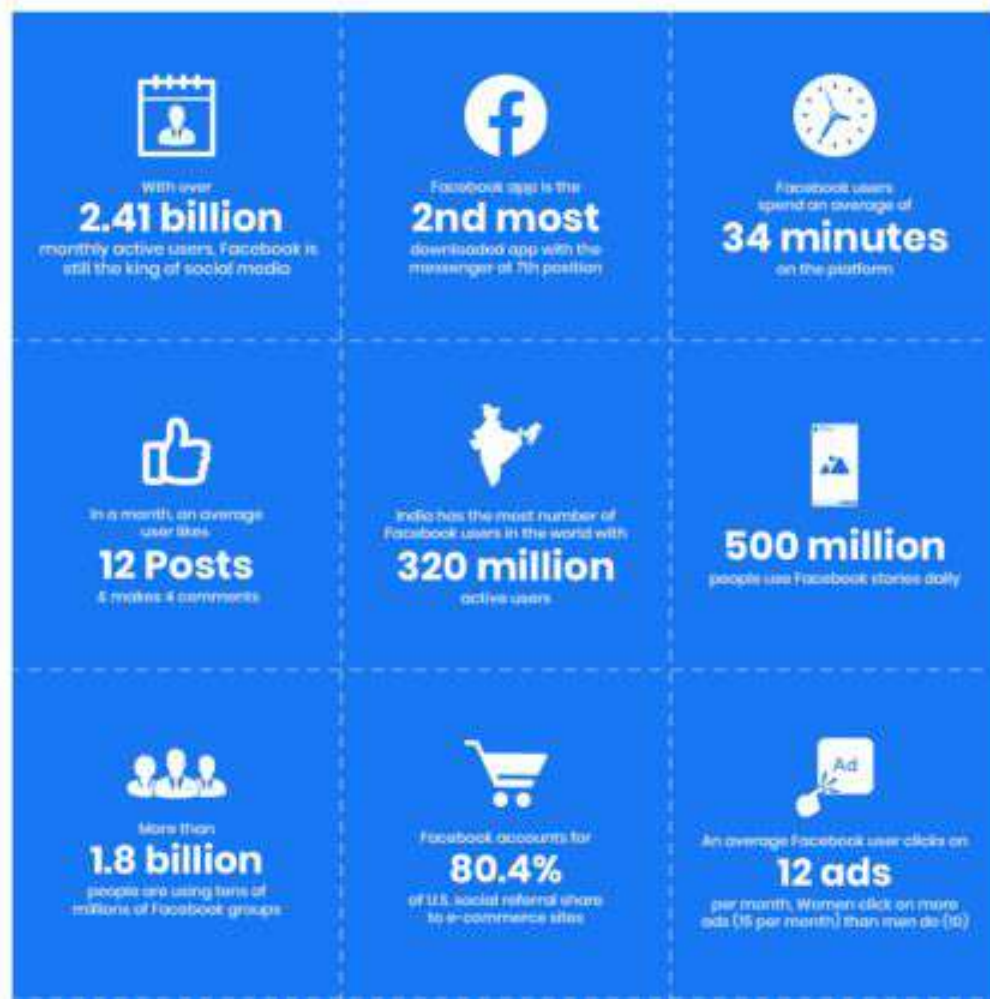 With over
2.41 billion
monthly active users, Facebook is
still the king of social media
Facebook app is the
2nd most
downloaded app with the
messenger at 7th position
Facebook users
spend an average of
34 minutes
on the platform
In a month, an average
user likes
12 Posts
& makes 4 comments
India has the most number of
Facebook users in the world with
320 million
active users
500 million
people use Facebook stories daily
More than
1.8 billion
people are using tens of
millions of Facebook groups
Facebook accounts for
80.4%
of U.S. social referral share
to e-commerce sites
Ad
An average Facebook user clicks on
12 ads
per month, Women click on more
ads (15 per month) than men do (10)